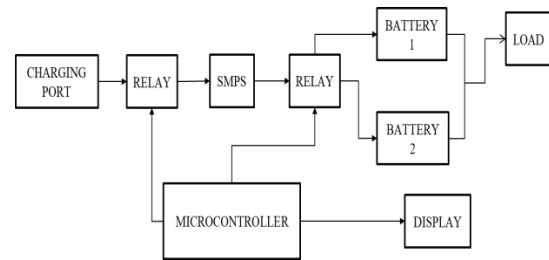 BATTERY
1
LOAD
CHARGING
PORT
RELAY
SMPS
RELAY
BATTERY
2
MICROCONTROLLER
DISPLAY